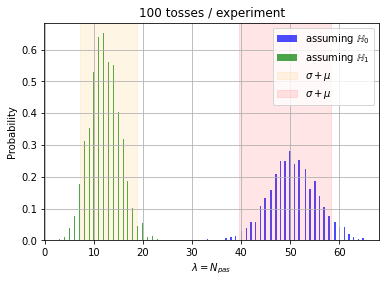 100 tosses / experiment
assuming ℍ₀
assuming ℍ₁
σ + μ
σ + μ
Probability
0.6
0.5
0.4
0.3
0.2
0.1
0.0
0 10 20 30 40 50 60
λ = N_pas